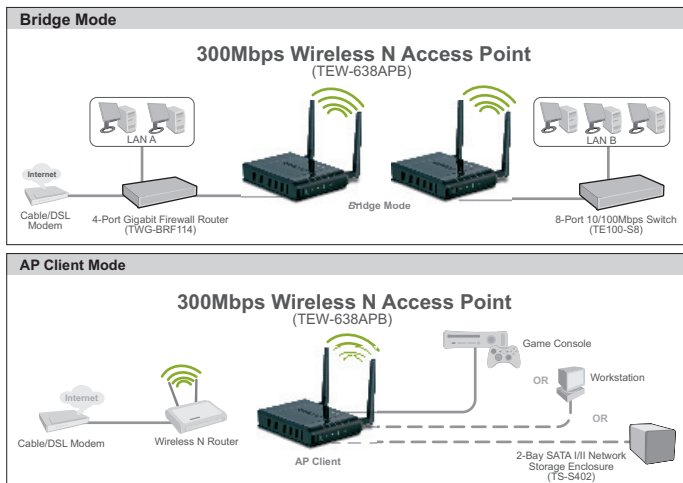 Bridge Mode
300Mbps Wireless N Access Point
(TEW-638APB)
LAN A
LAN B
Internet
Cable/DSL
Modem
4-Port Gigabit Firewall Router
(TWG-BRF114)
Bridge Mode
8-Port 10/100Mbps Switch
(TE100-S8)
AP Client Mode
300Mbps Wireless N Access Point
(TEW-638APB)
Game Console
OR
Workstation
Internet
OR
Cable/DSL Modem
Wireless N Router
AP Client
2-Bay SATA I/II Network
Storage Enclosure
(TS-S402)